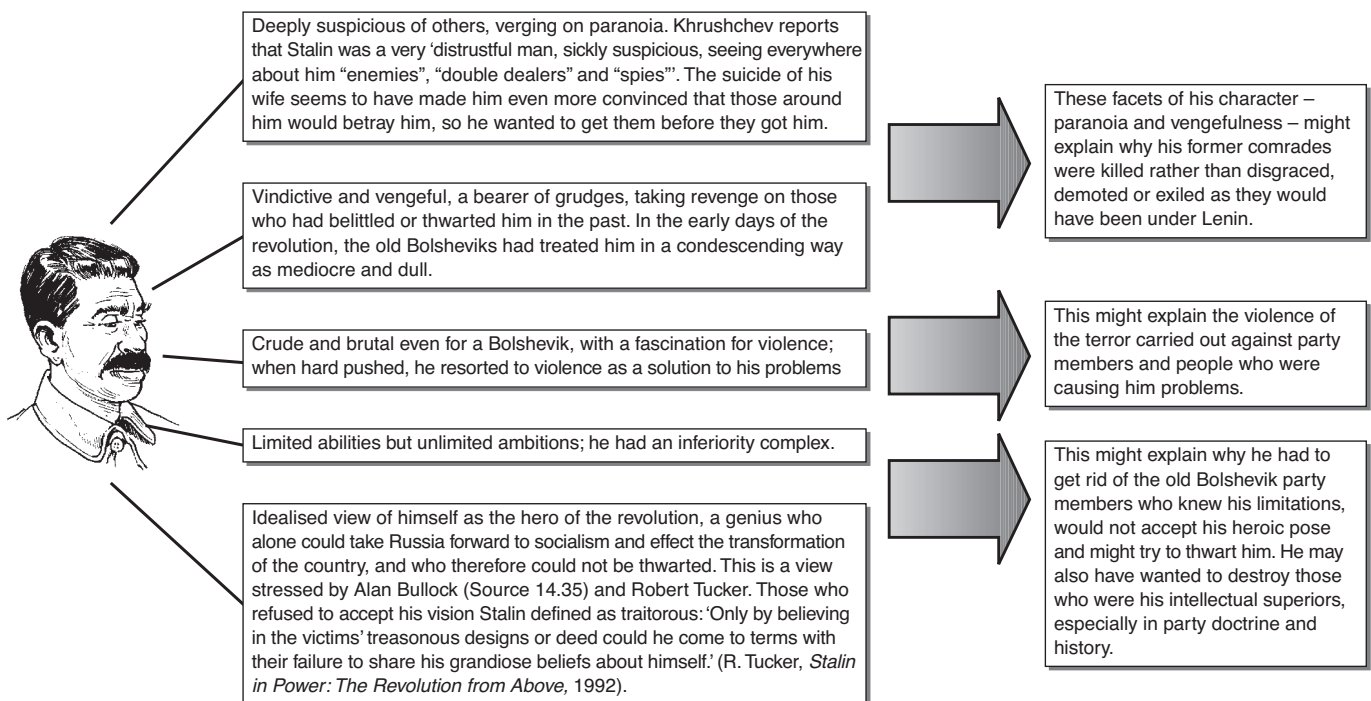 Deeply suspicious of others, verging on paranoia. Khrushchev reports
that Stalin was a very ‘distrustful man, sickly suspicious, seeing everywhere
about him “enemies”, “double dealers” and “spies”’. The suicide of his
wife seems to have made him even more convinced that those around
him would betray him, so he wanted to get them before they got him.
Vindictive and vengeful, a bearer of grudges, taking revenge on those
who had belittled or thwarted him in the past. In the early days of the
revolution, the old Bolsheviks had treated him in a condescending way
as mediocre and dull.
These facets of his character –
paranoia and vengefulness – might
explain why his former comrades
were killed rather than disgraced,
demoted or exiled as they would
have been under Lenin.
Crude and brutal even for a Bolshevik, with a fascination for violence;
when hard pushed, he resorted to violence as a solution to his problems
This might explain the violence of
the terror carried out against party
members and people who were
causing him problems.
Limited abilities but unlimited ambitions; he had an inferiority complex.
Idealised view of himself as the hero of the revolution, a genius who
alone could take Russia forward to socialism and effect the transformation
of the country, and who therefore could not be thwarted. This is a view
stressed by Alan Bullock (Source 14.35) and Robert Tucker. Those who
refused to accept his vision Stalin defined as traitorous: ‘Only by believing
in the victims’ treasonous designs or deed could he come to terms with
their failure to share his grandiose beliefs about himself.’ (R. Tucker, Stalin
in Power: The Revolution from Above, 1992).
This might explain why he had to
get rid of the old Bolshevik party
members who knew his limitations,
would not accept his heroic pose
and might try to thwart him. He may
also have wanted to destroy those
who were his intellectual superiors,
especially in party doctrine and
history.